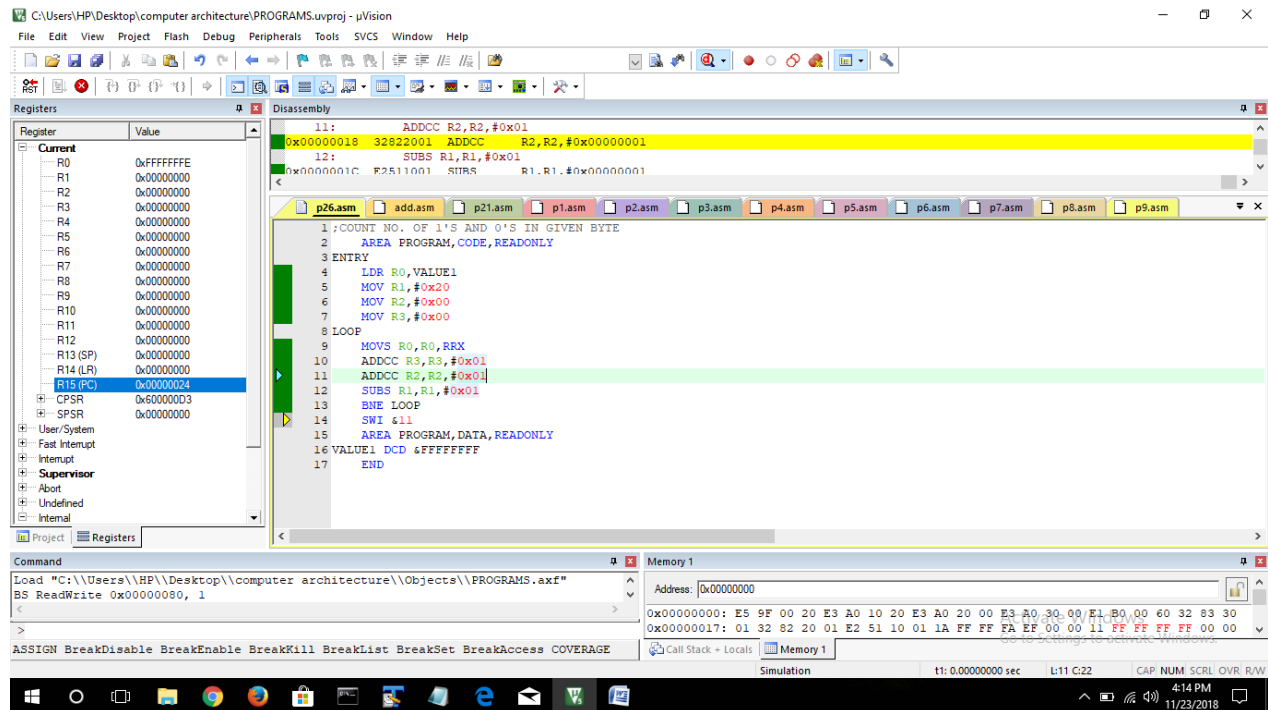 C:\Users\HP\Desktop\computer architecture\PROGRAMS.uvproj - µVision
File Edit View Project Flash Debug Peripherals Tools SVCS Window Help
Registers
Register Value
Current
R0 0xFFFFFFFE
R1 0x00000000
R2 0x00000000
R3 0x00000000
R4 0x00000000
R5 0x00000000
R6 0x00000000
R7 0x00000000
R8 0x00000000
R9 0x00000000
R10 0x00000000
R11 0x00000000
R12 0x00000000
R13 (SP) 0x00000000
R14 (LR) 0x00000000
R15 (PC) 0x00000024
CPSR 0x600000D3
SPSR 0x00000000
User/System
Fast Interrupt
Interrupt
Supervisor
Abort
Undefined
Internal
Project Registers
Disassembly
11: ADDCC R2,R2,#0x01
0x00000018 32822001 ADDCC R2,R2,#0x00000001
12: SUBS R1,R1,#0x01
0x0000001C E2511001 SUBS R1,R1,#0x00000001
p26.asm add.asm p21.asm p1.asm p2.asm p3.asm p4.asm p5.asm p6.asm p7.asm p8.asm p9.asm
1 ;COUNT NO. OF 1'S AND 0'S IN GIVEN BYTE
2 AREA PROGRAM,CODE,READONLY
3 ENTRY
4 LDR R0,VALUE1
5 MOV R1,#0x20
6 MOV R2,#0x00
7 MOV R3,#0x00
8 LOOP
9 MOVS R0,R0,RRX
10 ADDCC R3,R3,#0x01
11 ADDCC R2,R2,#0x01
12 SUBS R1,R1,#0x01
13 BNE LOOP
14 SWI &11
15 AREA PROGRAM,DATA,READONLY
16 VALUE1 DCD &FFFFFFFF
17 END
Command
Load "C:\\Users\\HP\\Desktop\\computer architecture\\Objects\\PROGRAMS.axf"
BS ReadWrite 0x00000080, 1
>
ASSIGN BreakDisable BreakEnable BreakKill BreakList BreakSet BreakAccess COVERAGE
Memory 1
Address: 0x00000000
0x00000000: E5 9F 00 20 E3 A0 10 20 E3 A0 20 00 E3 A0 30 00 E1 B0 00 60 32 83 30
0x00000017: 01 32 82 20 01 E2 51 10 01 1A FF FF FA EF 00 00 11 FF FF FF FF 00 00
Activate Windows
Go to Settings to activate Windows.
Call Stack + Locals Memory 1
Simulation t1: 0.00000000 sec L:11 C:22 CAP NUM SCRL OVR R/W
4:14 PM
11/23/2018